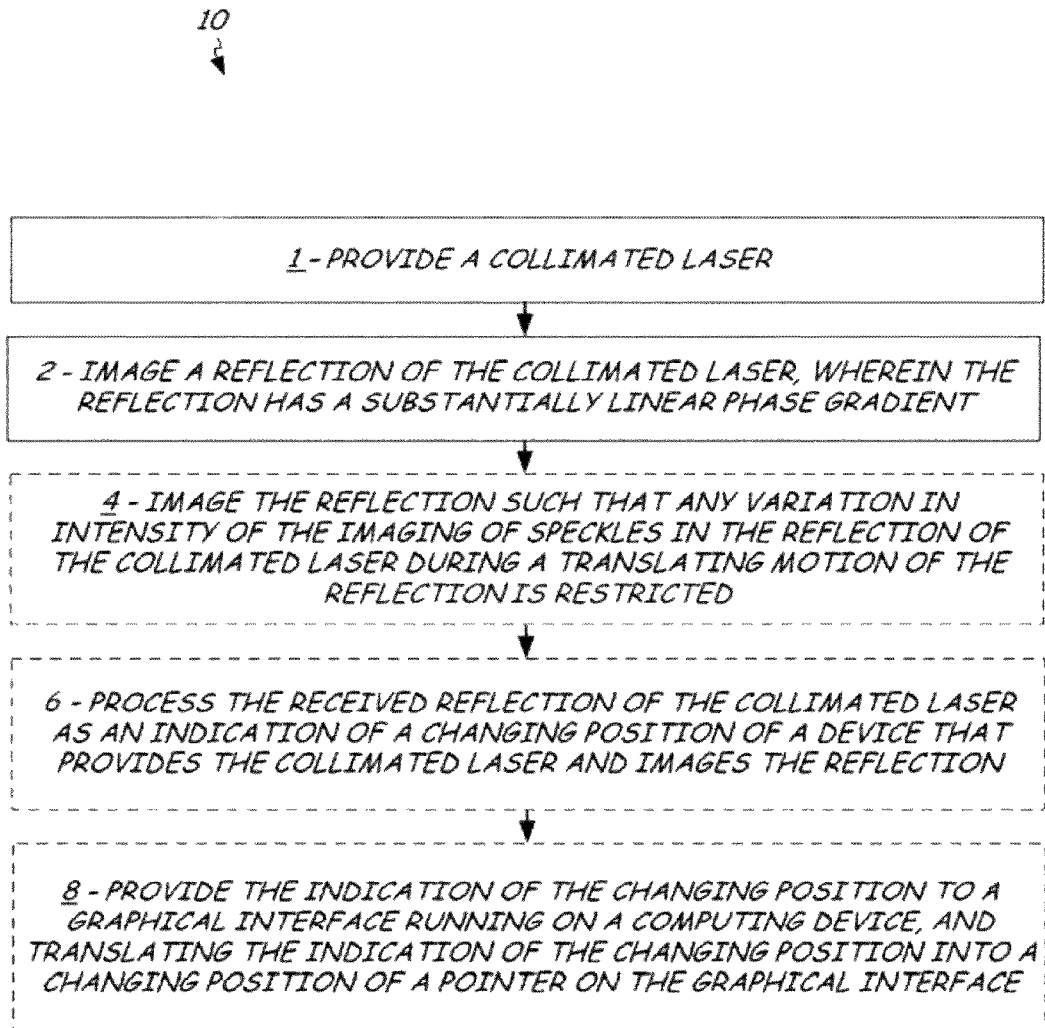 10
1 - PROVIDE A COLLIMATED LASER
2 - IMAGE A REFLECTION OF THE COLLIMATED LASER, WHEREIN THE
REFLECTION HAS A SUBSTANTIALLY LINEAR PHASE GRADIENT
4 - IMAGE THE REFLECTION SUCH THAT ANY VARIATION IN
INTENSITY OF THE IMAGING OF SPECKLES IN THE REFLECTION OF
THE COLLIMATED LASER DURING A TRANSLATING MOTION OF THE
REFLECTION IS RESTRICTED
6 - PROCESS THE RECEIVED REFLECTION OF THE COLLIMATED LASER
AS AN INDICATION OF A CHANGING POSITION OF A DEVICE THAT
PROVIDES THE COLLIMATED LASER AND IMAGES THE REFLECTION
8 - PROVIDE THE INDICATION OF THE CHANGING POSITION TO A
GRAPHICAL INTERFACE RUNNING ON A COMPUTING DEVICE, AND
TRANSLATING THE INDICATION OF THE CHANGING POSITION INTO A
CHANGING POSITION OF A POINTER ON THE GRAPHICAL INTERFACE